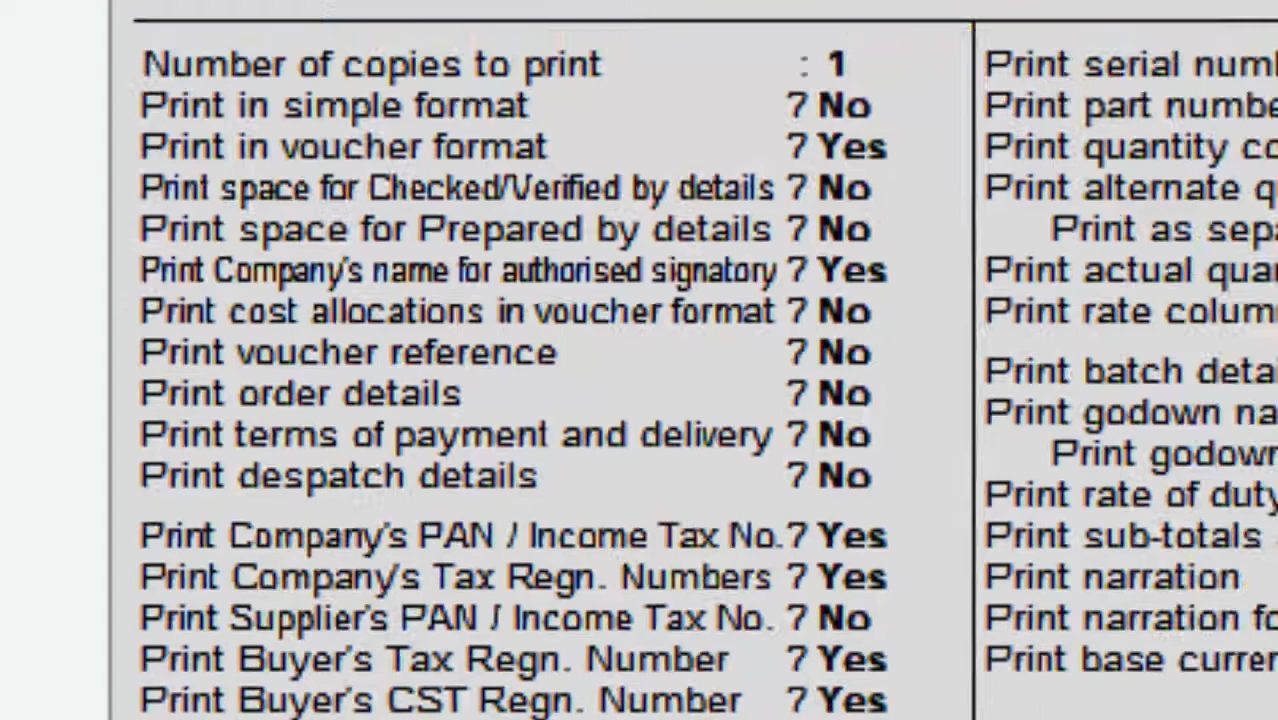 Number of copies to print : 1
Print in simple format ? No
Print in voucher format ? Yes
Print space for Checked/Verified by details ? No
Print space for Prepared by details ? No
Print Company's name for authorised signatory ? Yes
Print cost allocations in voucher format ? No
Print voucher reference ? No
Print order details ? No
Print terms of payment and delivery ? No
Print despatch details ? No
Print Company's PAN / Income Tax No. ? Yes
Print Company's Tax Regn. Numbers ? Yes
Print Supplier's PAN / Income Tax No. ? No
Print Buyer's Tax Regn. Number ? Yes
Print Buyer's CST Regn. Number ? Yes
Print serial
Print part
Print quantity
Print alternate
Print as
Print actual
Print rate
Print batch
Print godown
Print godown
Print rate of duty
Print sub-totals
Print narration
Print narration
Print base